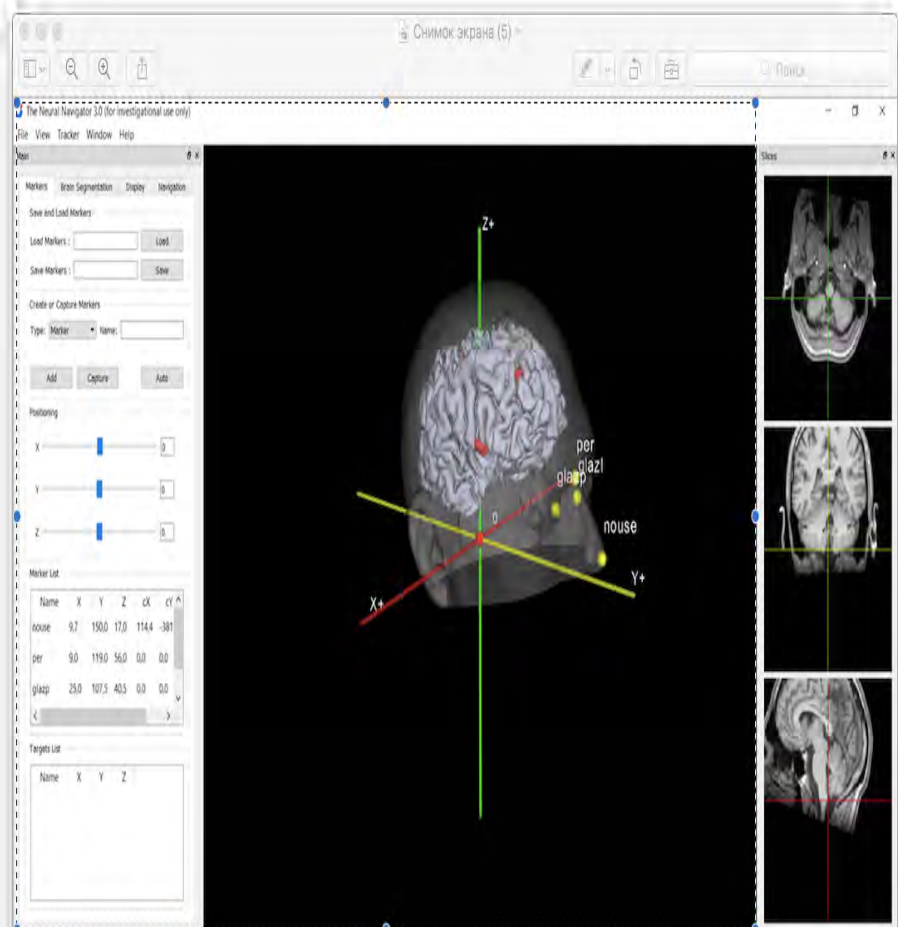 Снимок экрана (5)
Поиск
The Neural Navigator 3.0 (for investigational use only)
File View Tracker Window Help
Main
Slices
Markers Brain Segmentation Display Navigation
Save and Load Markers
Load Markers : Load
Save Markers : Save
Create or Capture Markers
Type: Marker Name:
Add Capture Auto
Positioning
X 0
Y 0
Z 0
Marker List
Name X Y Z cX cY
nouse 9,7 150,0 17,0 114,4 -381
per 9,0 119,0 56,0 0,0 0,0
glazp 25,0 107,5 40,5 0,0 0,0
Targets List
Name X Y Z
Z+
per
glazl
glazp
0
nouse
Y+
X+